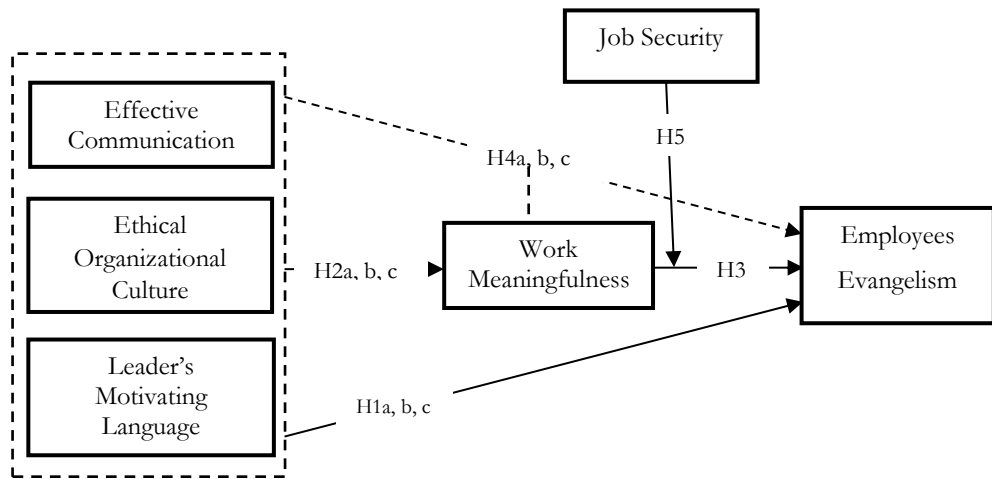 Job Security
Effective
Communication
H5
H4a, b, c
Ethical
Organizational
Culture
Work
Meaningfulness
Employees
Evangelism
H2a, b, c
H3
Leader’s
Motivating
Language
H1a, b, c